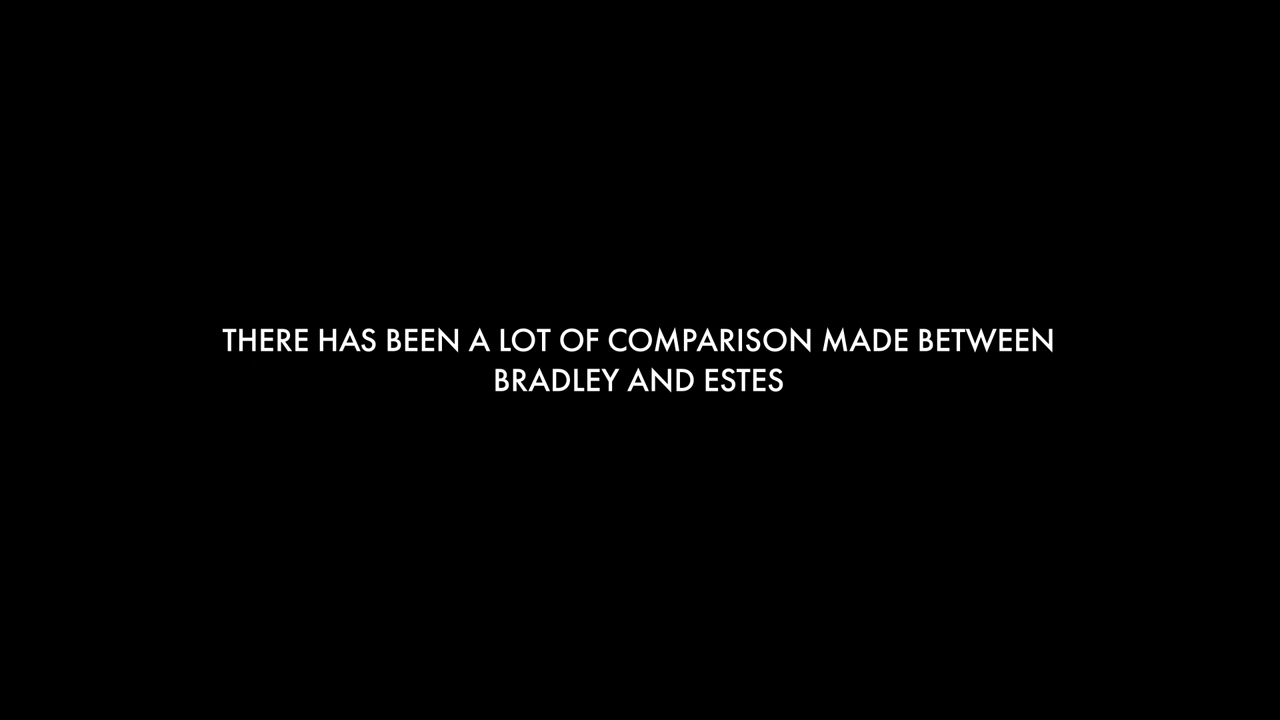 THERE HAS BEEN A LOT OF COMPARISON MADE BETWEEN
BRADLEY AND ESTES